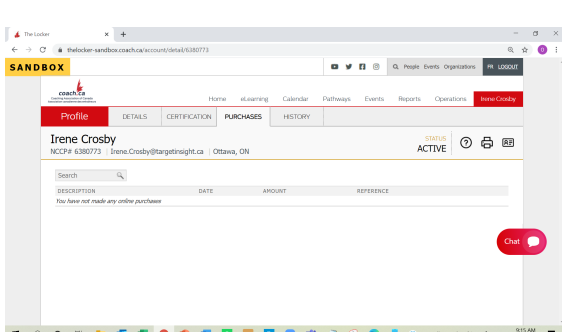 The Locker
thelocker-sandbox.coach.ca/account/detail/6380773
SANDBOX
People Events Organizations
FR LOGOUT
coach.ca
Home eLearning Calendar Pathways Events Reports Operations Irene Crosby
Profile DETAILS CERTIFICATION PURCHASES HISTORY
Irene Crosby
NCCP# 6380773 | Irene.Crosby@targetinsight.ca | Ottawa, ON
STATUS
ACTIVE
Search
DESCRIPTION DATE AMOUNT REFERENCE
You have not made any online purchases
Chat
9:15 AM